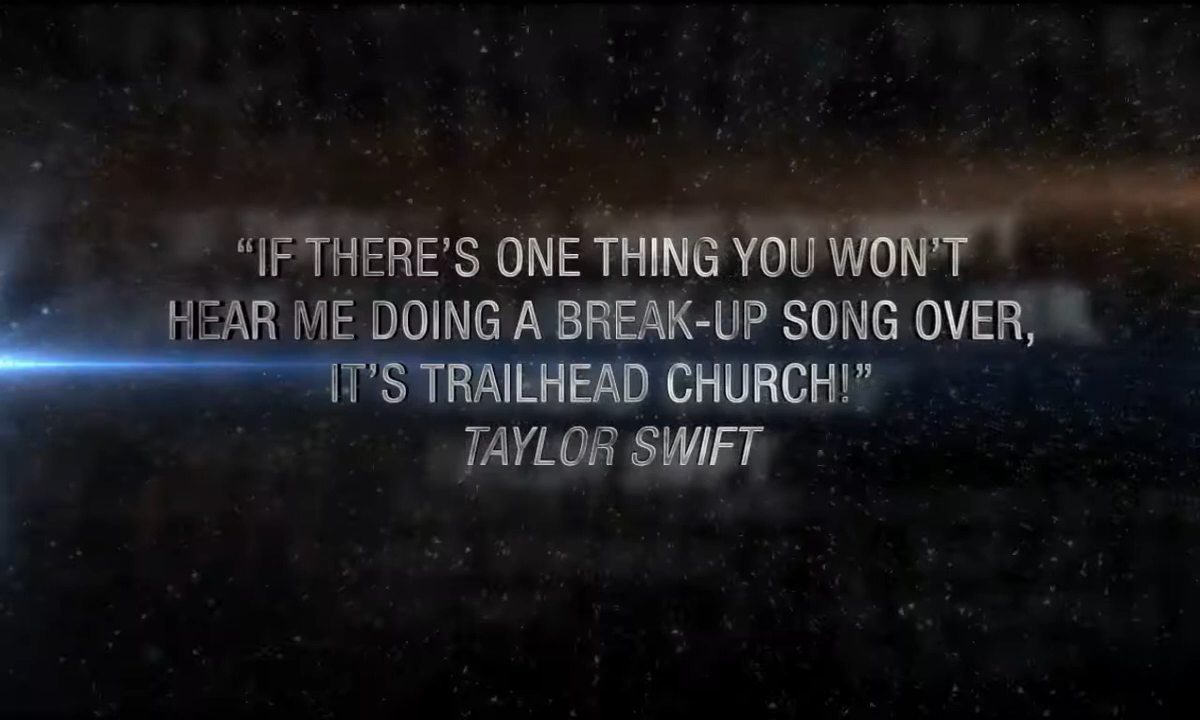 “IF THERE’S ONE THING YOU WON’T
HEAR ME DOING A BREAK-UP SONG OVER,
IT’S TRAILHEAD CHURCH!”
TAYLOR SWIFT